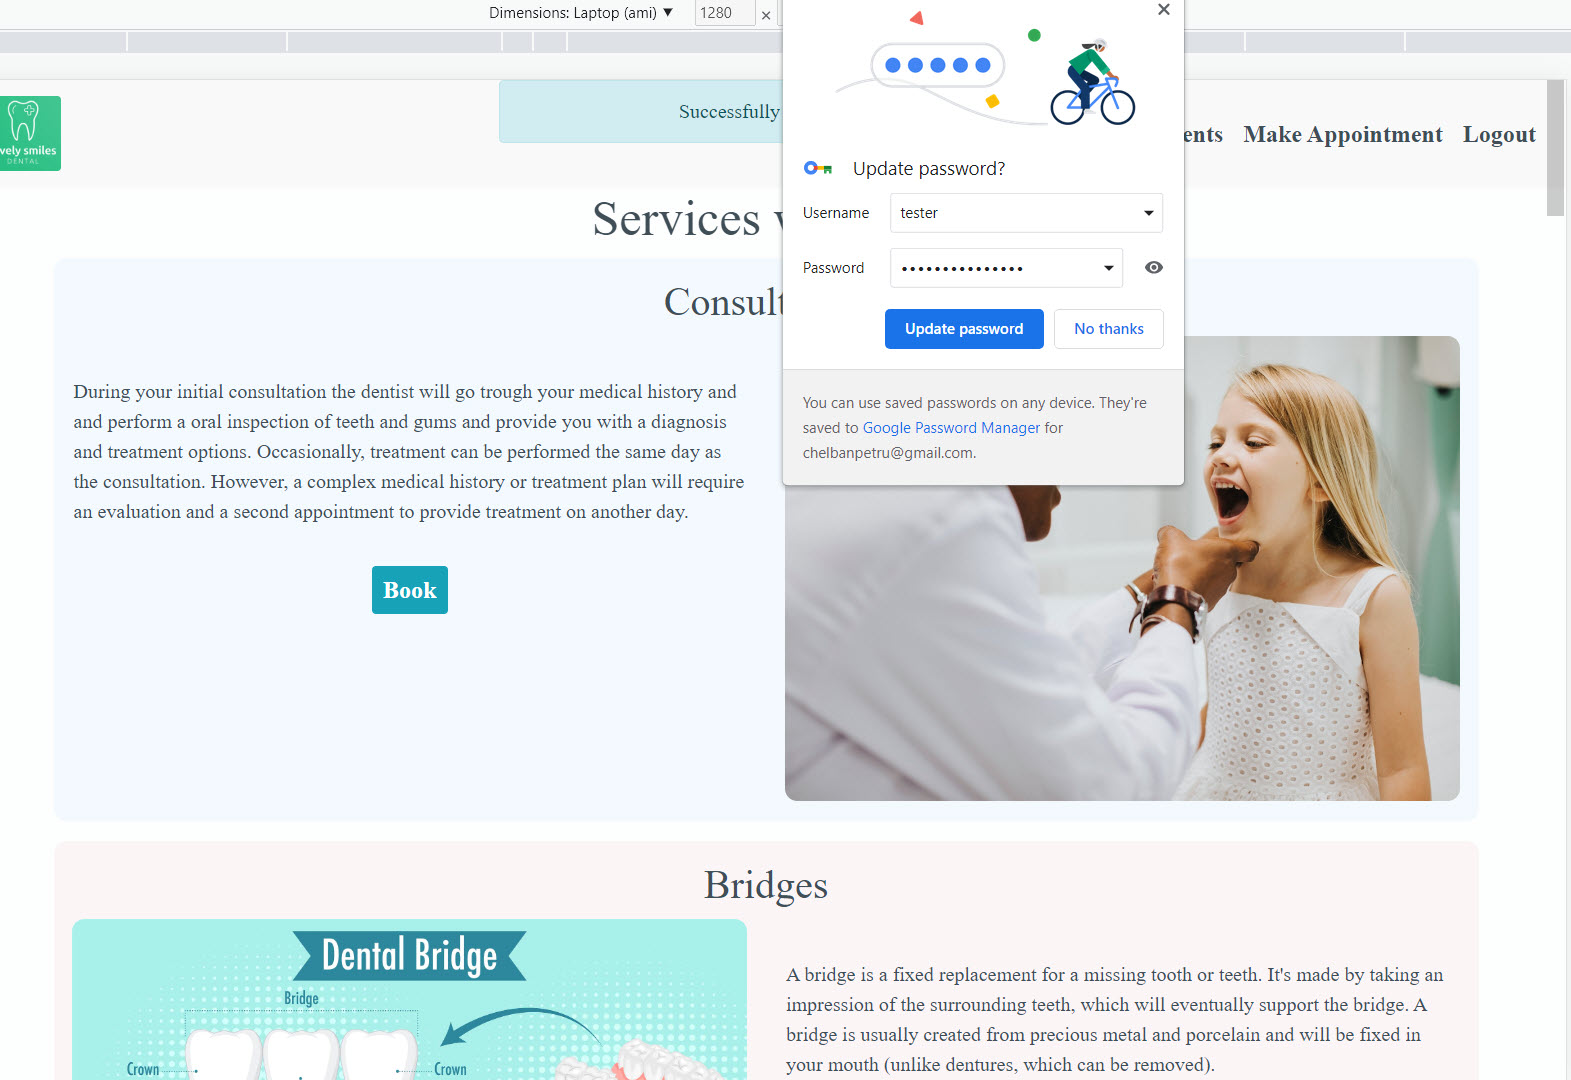 Dimensions: Laptop (ami) ▼ 1280 ×
vely smiles
DENTAL
Successfully
ents Make Appointment Logout
Update password?
Username tester
Password •••••••••••••••
Update password No thanks
You can use saved passwords on any device. They're
saved to Google Password Manager for
chelbanpetru@gmail.com.
Services
Consult
During your initial consultation the dentist will go trough your medical history and
and perform a oral inspection of teeth and gums and provide you with a diagnosis
and treatment options. Occasionally, treatment can be performed the same day as
the consultation. However, a complex medical history or treatment plan will require
an evaluation and a second appointment to provide treatment on another day.
Book
Bridges
Dental Bridge
Bridge
Crown Crown
A bridge is a fixed replacement for a missing tooth or teeth. It's made by taking an
impression of the surrounding teeth, which will eventually support the bridge. A
bridge is usually created from precious metal and porcelain and will be fixed in
your mouth (unlike dentures, which can be removed).